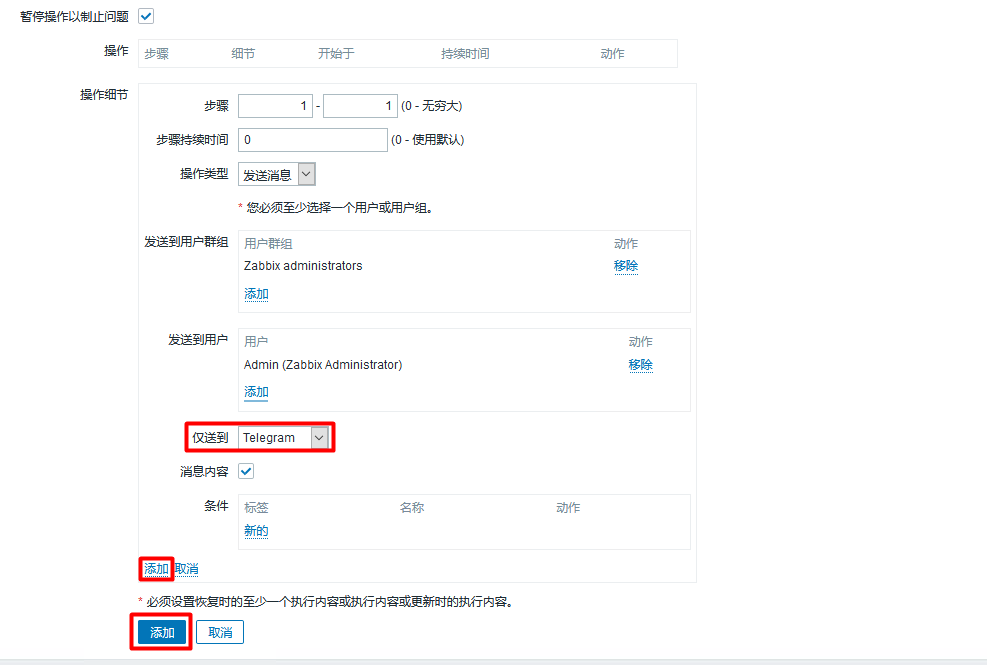 暂停操作以制止问题
操作 步骤 细节 开始于 持续时间 动作
操作细节
步骤 1 - 1 (0 - 无穷大)
步骤持续时间 0 (0 - 使用默认)
操作类型 发送消息
* 您必须至少选择一个用户或用户组。
发送到用户群组 用户群组 动作
Zabbix administrators 移除
添加
发送到用户 用户 动作
Admin (Zabbix Administrator) 移除
添加
仅送到 Telegram
消息内容
条件 标签 名称 动作
新的
添加 取消
* 必须设置恢复时的至少一个执行内容或执行内容或更新时的执行内容。
添加 取消